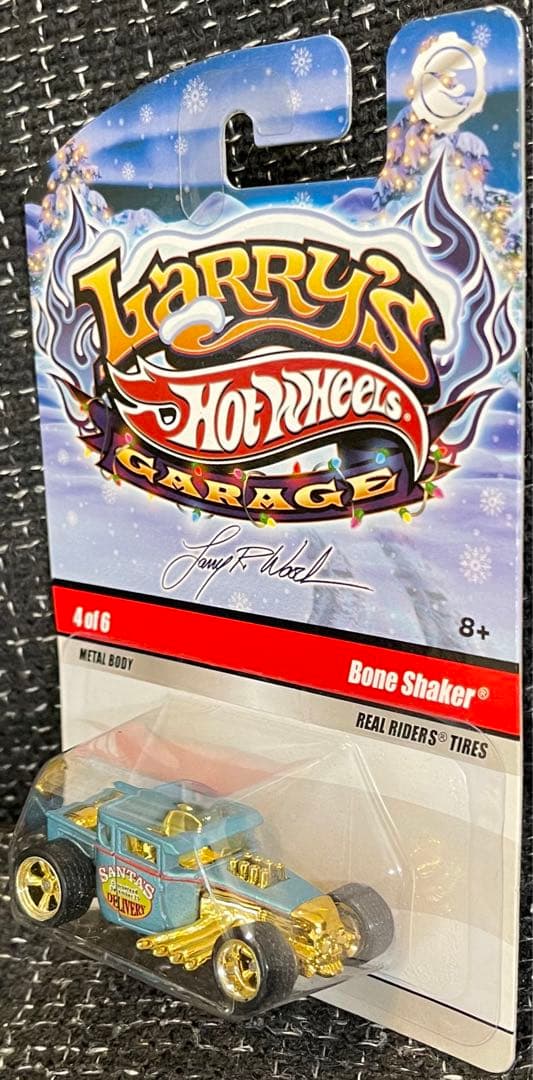 Larry's
Hot Wheels®
GARAGE
Larry R Wood
8+
4 of 6
METAL BODY
Bone Shaker®
REAL RIDERS® TIRES
SANTA'S
DELIVERY